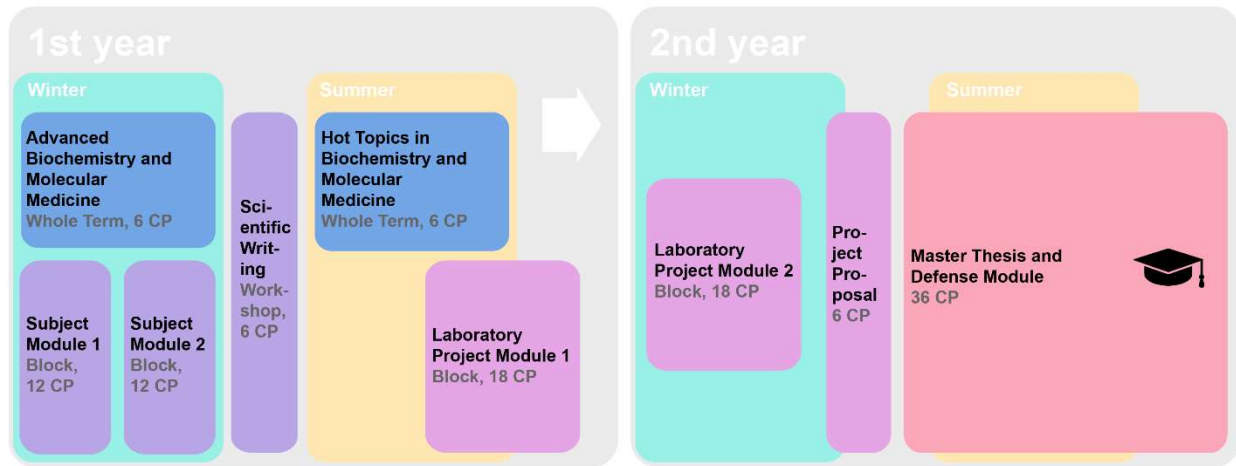 1st year
Winter
Advanced
Biochemistry and
Molecular
Medicine
Whole Term, 6 CP
Subject
Module 1
Block,
12 CP
Subject
Module 2
Block,
12 CP
Sci-
entific
Writ-
ing
Work-
shop,
6 CP
Summer
Hot Topics in
Biochemistry and
Molecular
Medicine
Whole Term, 6 CP
Laboratory
Project Module 1
Block, 18 CP
2nd year
Winter
Laboratory
Project Module 2
Block, 18 CP
Pro-
ject
Pro-
posal
6 CP
Summer
Master Thesis and
Defense Module
36 CP